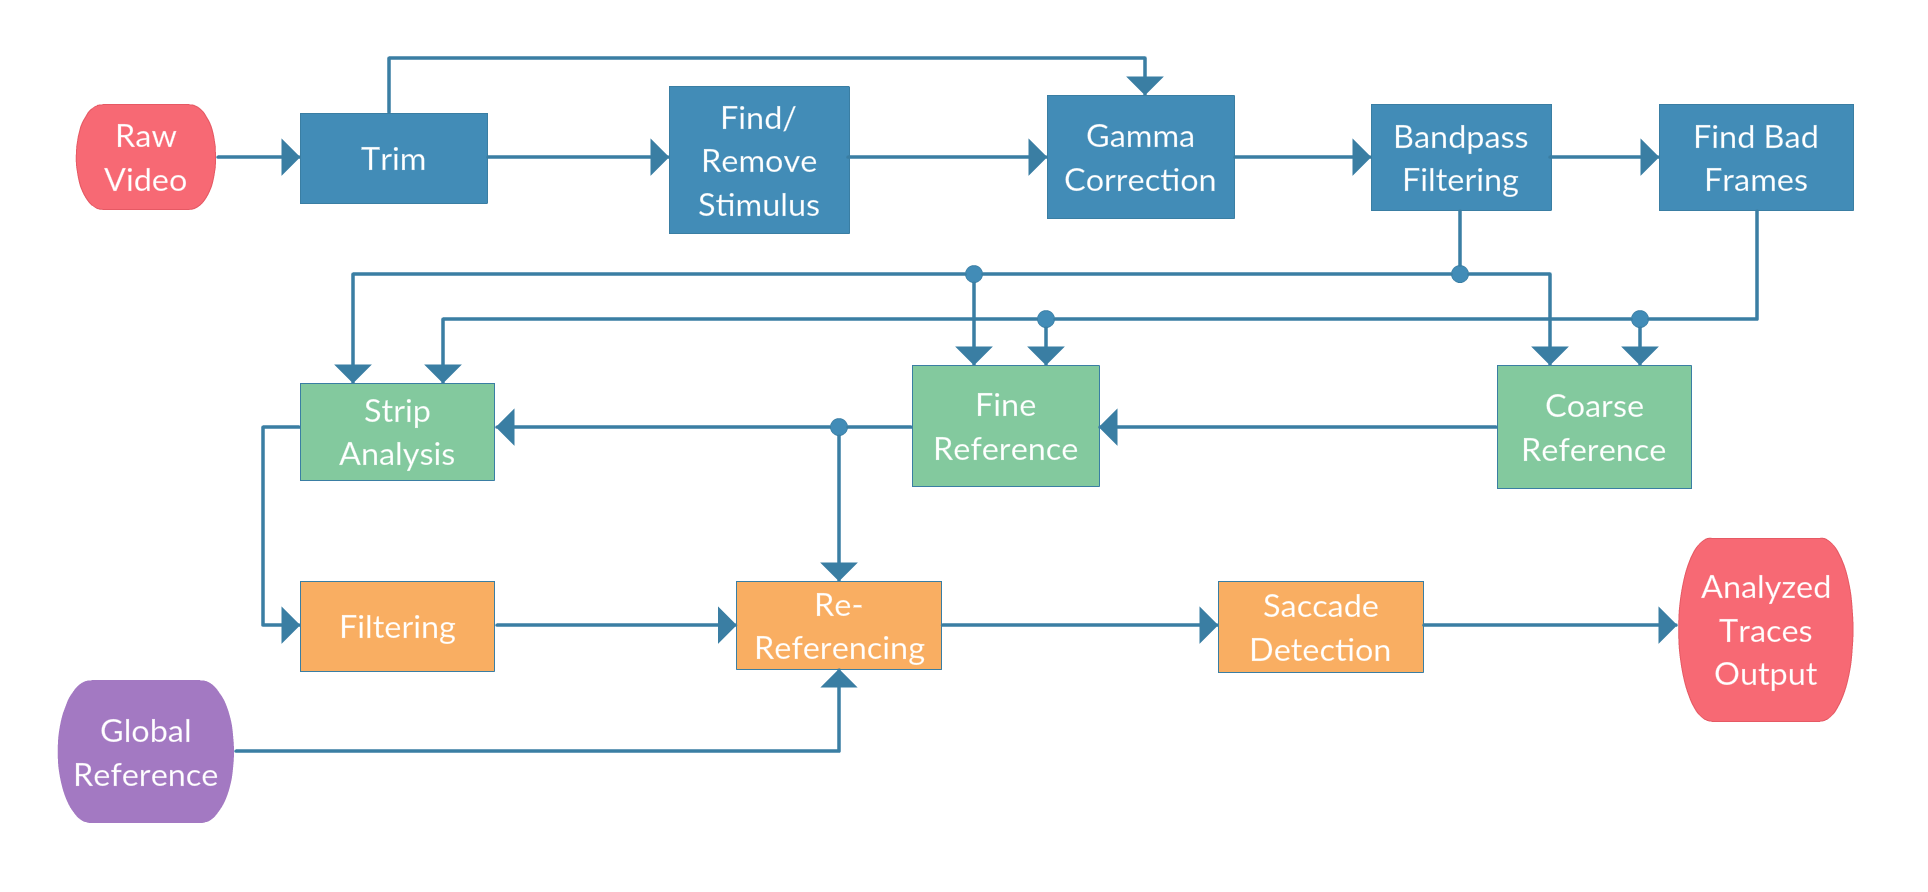 Raw
Video
Trim
Find/
Remove
Stimulus
Gamma
Correction
Bandpass
Filtering
Find Bad
Frames
Strip
Analysis
Fine
Reference
Coarse
Reference
Filtering
Re-
Referencing
Saccade
Detection
Analyzed
Traces
Output
Global
Reference